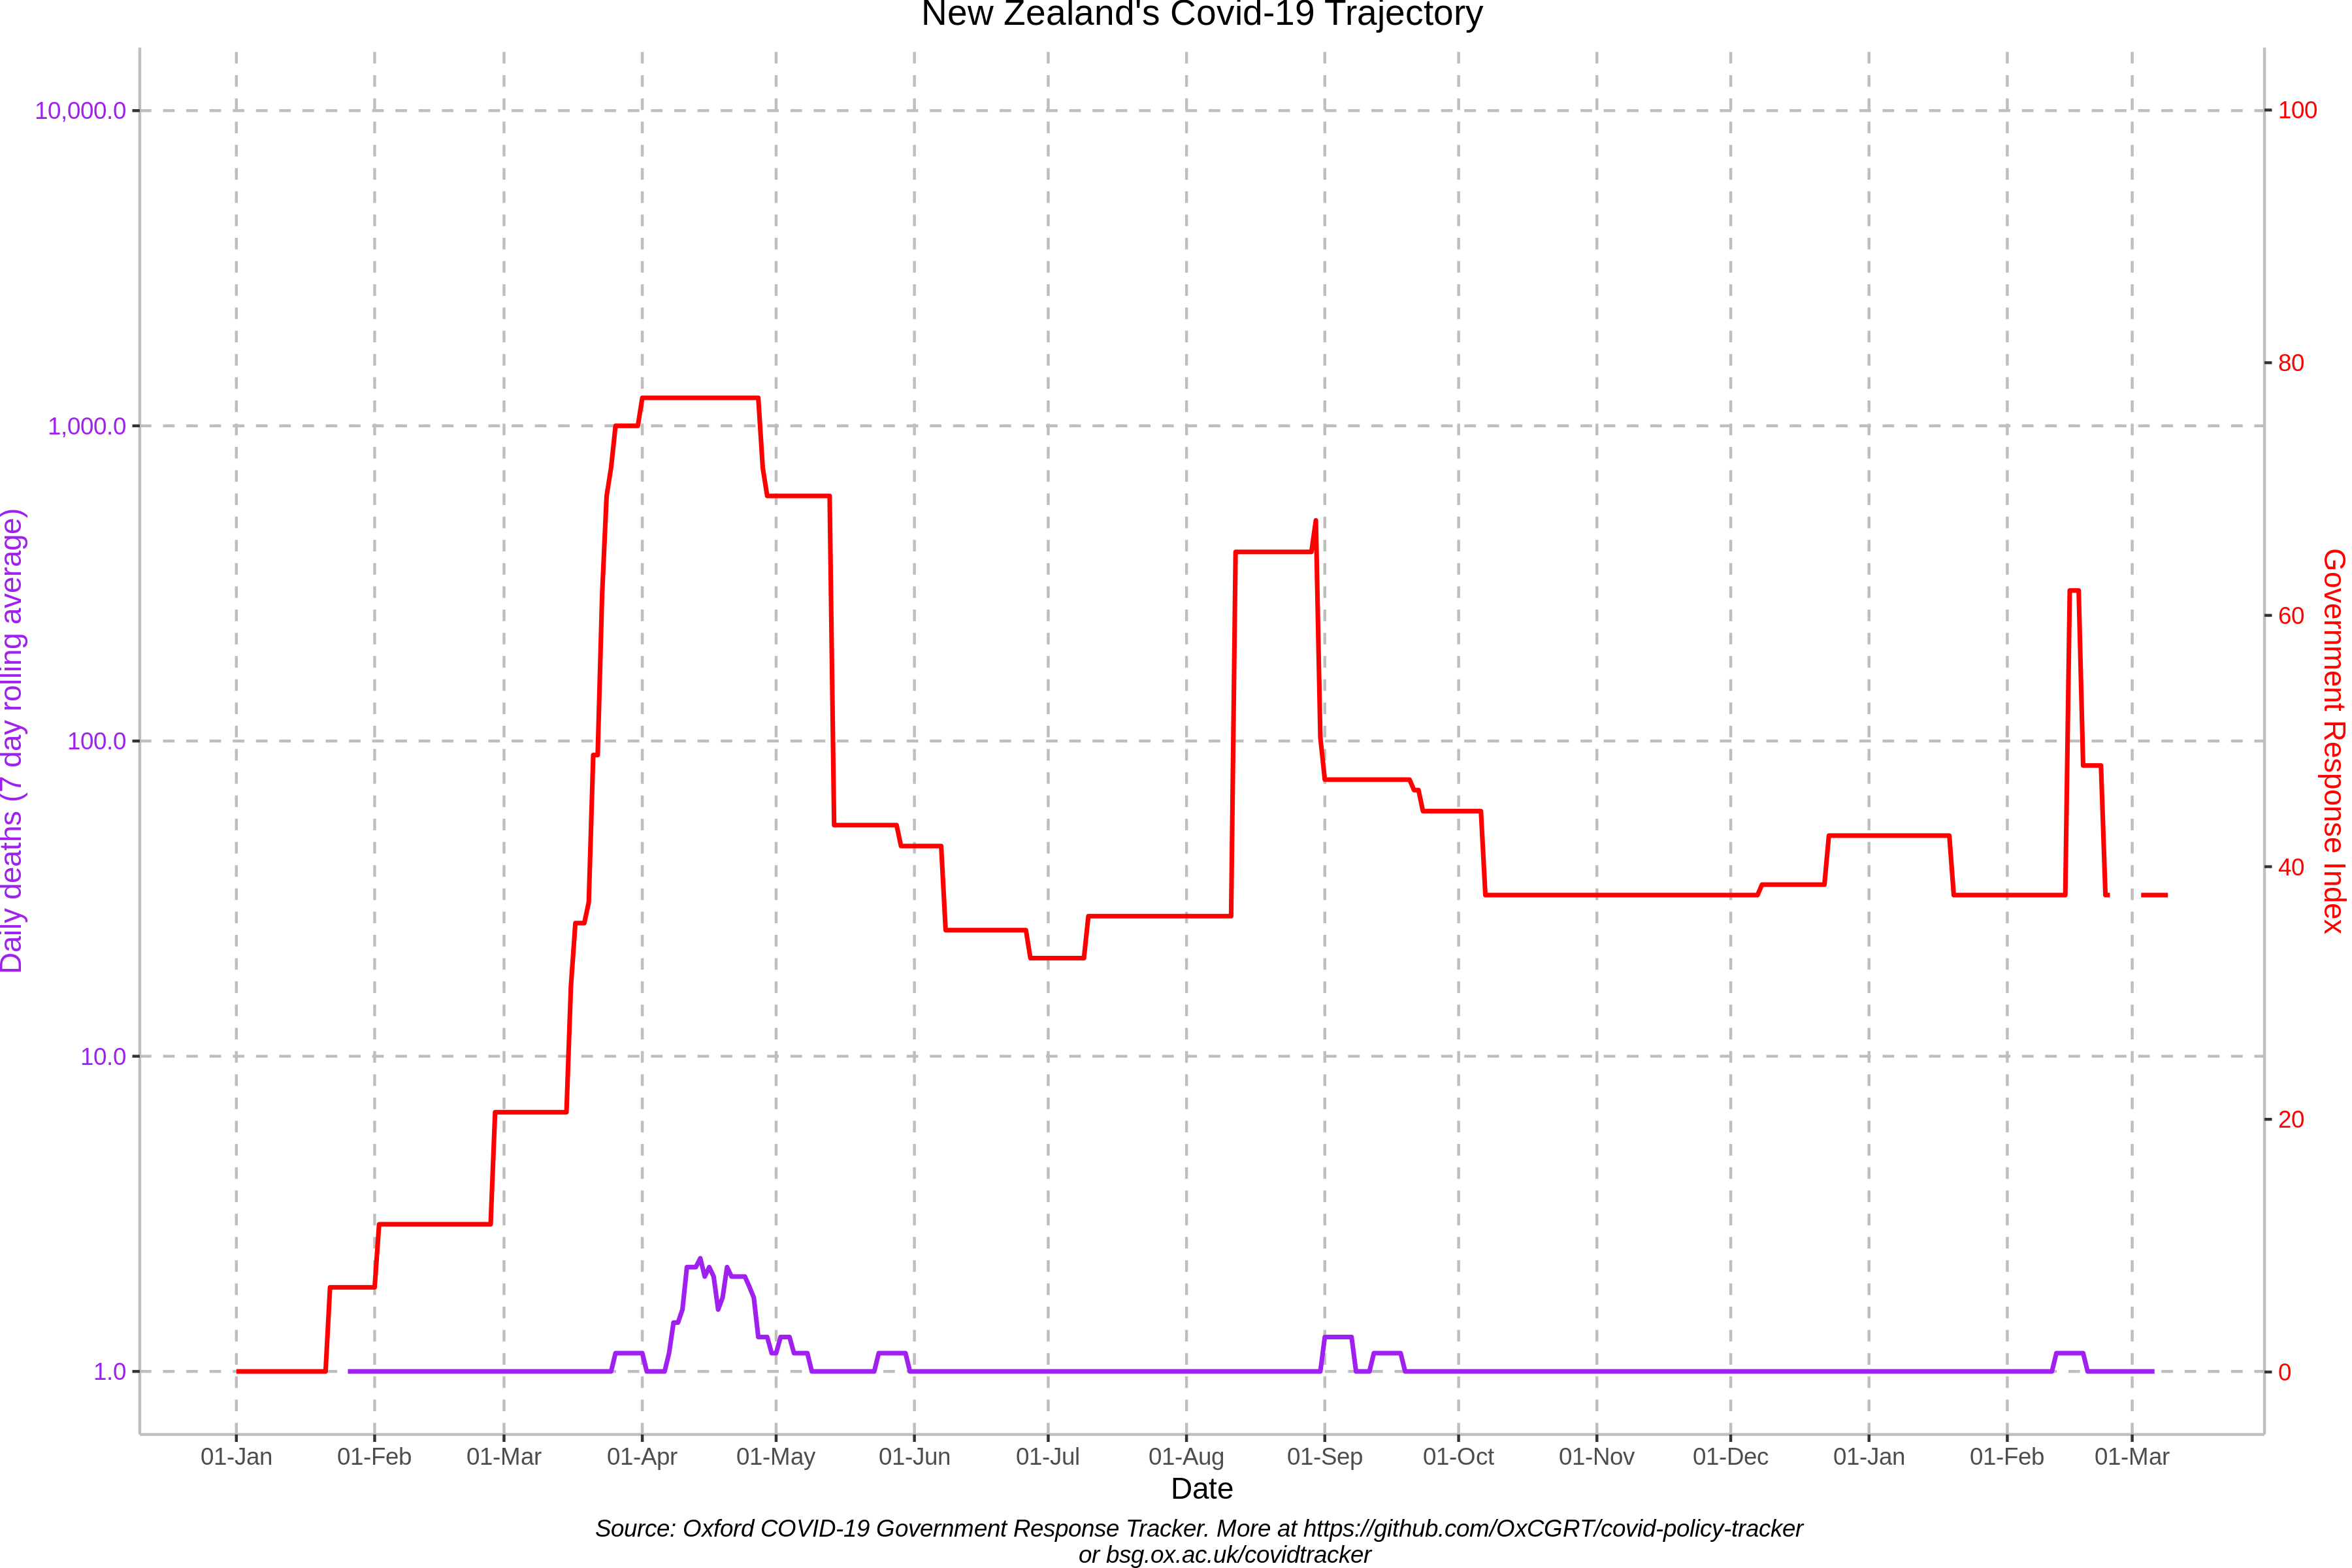 New Zealand's Covid-19 Trajectory
10,000.0
1,000.0
100.0
10.0
1.0
Daily deaths (7 day rolling average)
100
80
60
40
20
0
Government Response Index
01-Jan 01-Feb 01-Mar 01-Apr 01-May 01-Jun 01-Jul 01-Aug 01-Sep 01-Oct 01-Nov 01-Dec 01-Jan 01-Feb 01-Mar
Date
Source: Oxford COVID-19 Government Response Tracker. More at https://github.com/OxCGRT/covid-policy-tracker
or bsg.ox.ac.uk/covidtracker